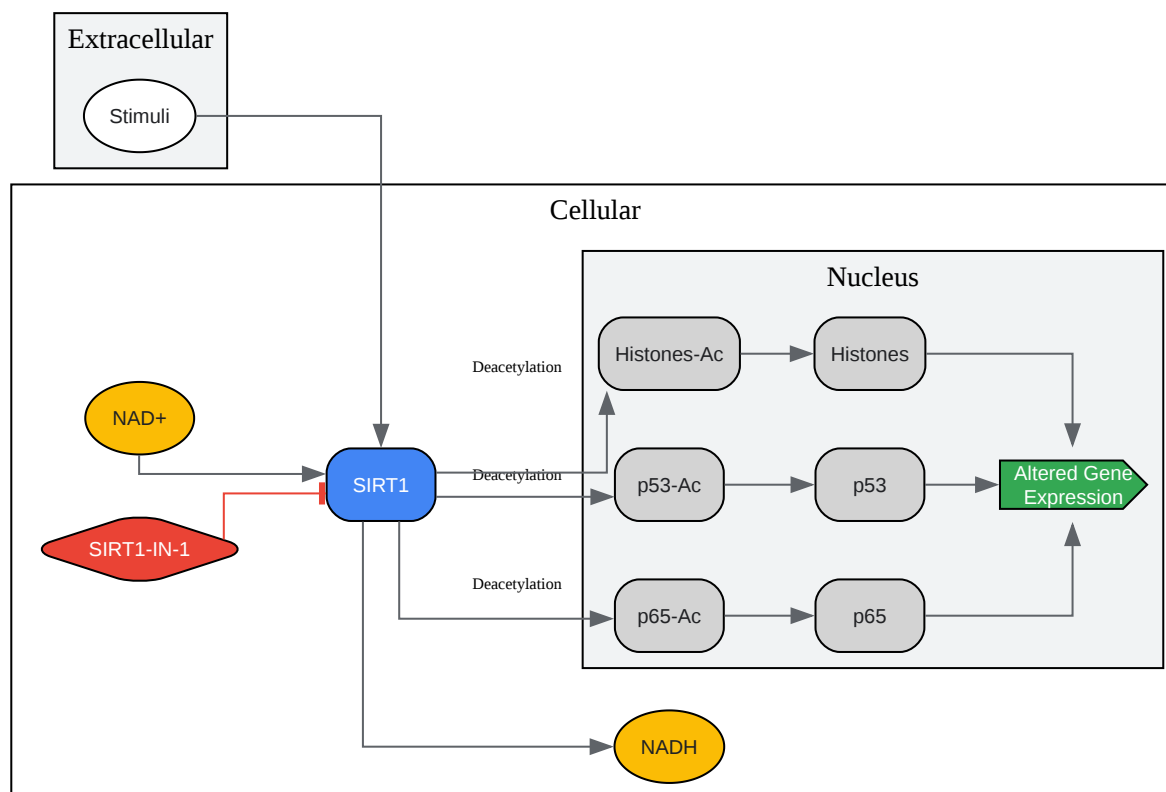 Extracellular
Stimuli
Cellular
Nucleus
Histones-Ac
Histones
Deacetylation
NAD+
Deacetylation
SIRT1
p53-Ac
p53
Altered Gene
Expression
SIRT1-IN-1
Deacetylation
p65-Ac
p65
NADH